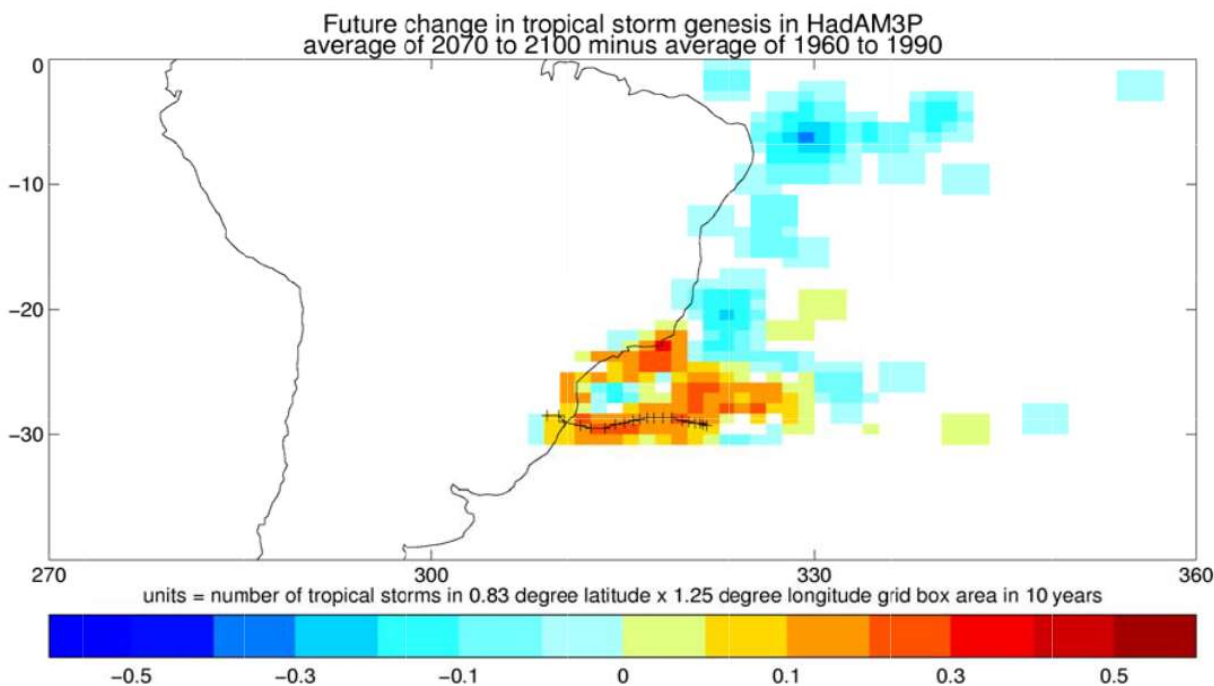 Future change in tropical storm genesis in HadAM3P
average of 2070 to 2100 minus average of 1960 to 1990
0
−10
−20
−30
270 300 330 360
units = number of tropical storms in 0.83 degree latitude x 1.25 degree longitude grid box area in 10 years
−0.5 −0.3 −0.1 0 0.1 0.3 0.5